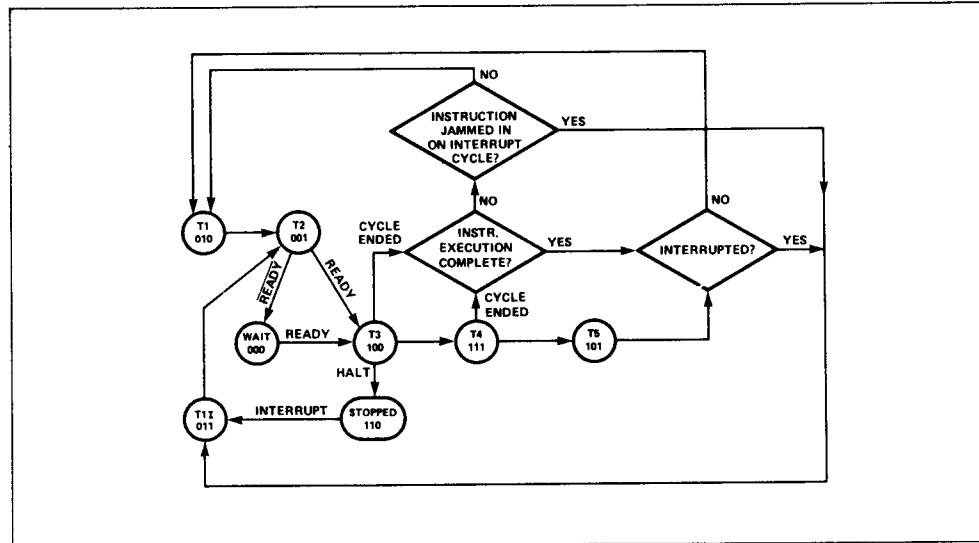 NO
INSTRUCTION
JAMMED IN
ON INTERRUPT
CYCLE?
YES
NO
NO
T1
010
T2
001
CYCLE
ENDED
INSTR.
EXECUTION
COMPLETE?
YES
INTERRUPTED?
YES
READY
READY
CYCLE
ENDED
WAIT
000
READY
T3
100
T4
111
T5
101
HALT
T1I
011
INTERRUPT
STOPPED
110